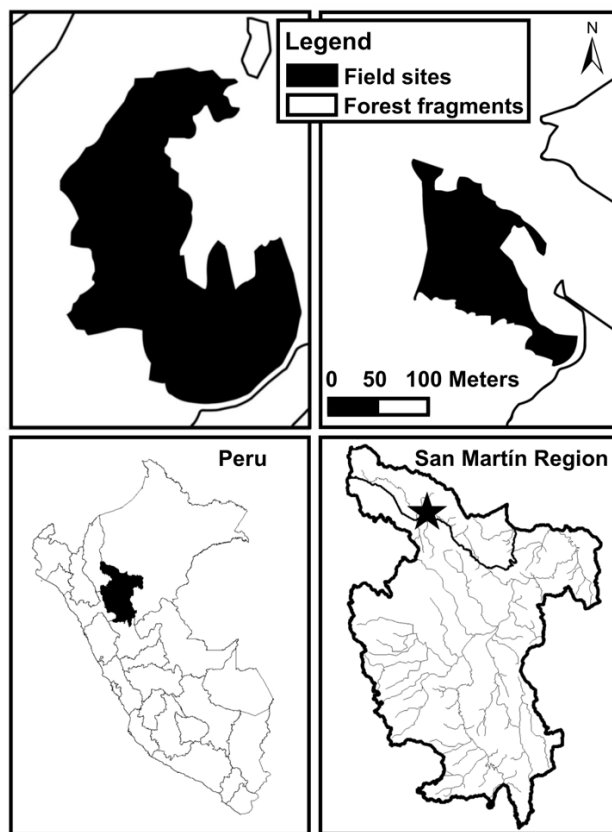 Legend
Field sites
Forest fragments
N
0 50 100 Meters
Peru
San Martín Region